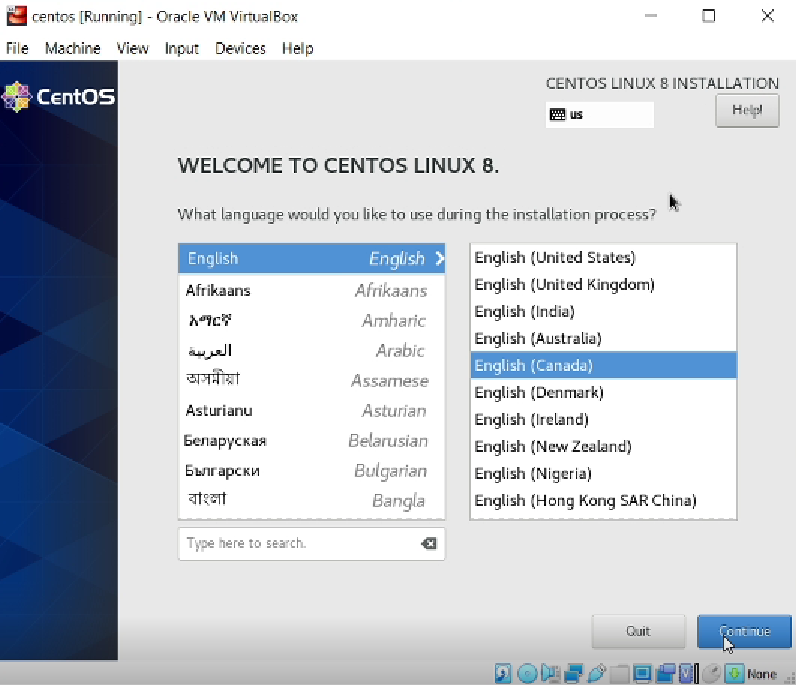 centos [Running] - Oracle VM VirtualBox
File Machine View Input Devices Help
CentOS
CENTOS LINUX 8 INSTALLATION
us
Help!
WELCOME TO CENTOS LINUX 8.
What language would you like to use during the installation process?
English English
Afrikaans Afrikaans
አማርኛ Amharic
العربية Arabic
অসমীয়া Assamese
Asturianu Asturian
Беларуская Belarusian
Български Bulgarian
বাংলা Bangla
Type here to search.
English (United States)
English (United Kingdom)
English (India)
English (Australia)
English (Canada)
English (Denmark)
English (Ireland)
English (New Zealand)
English (Nigeria)
English (Hong Kong SAR China)
Quit
Continue
None